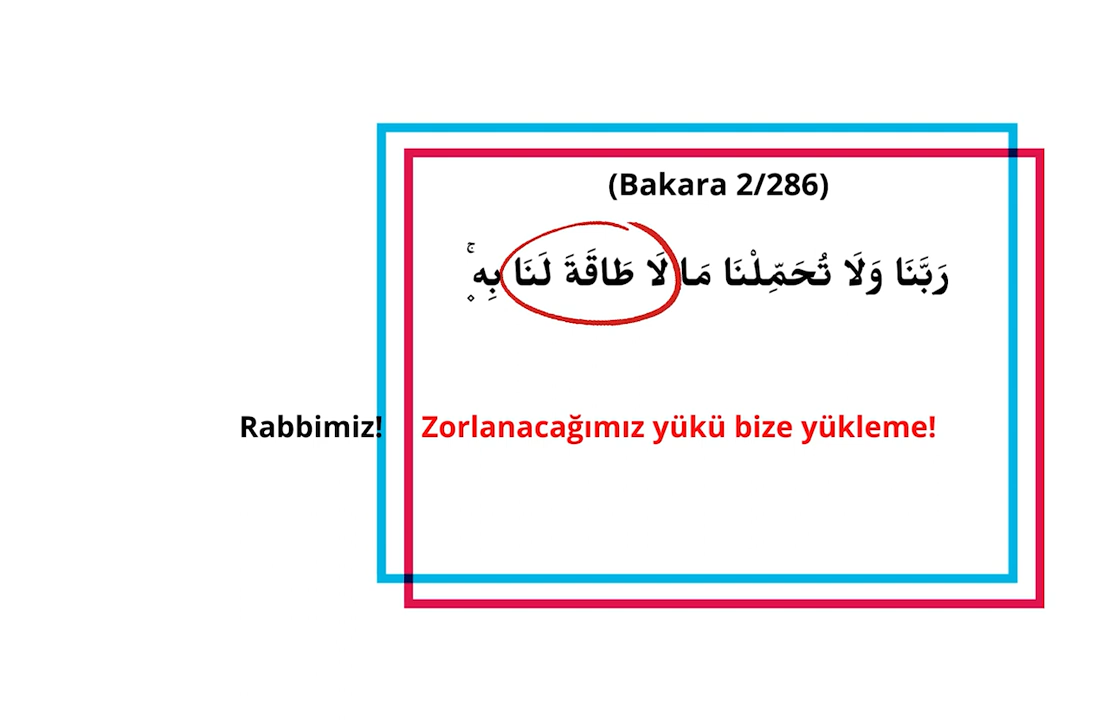 (Bakara 2/286)
رَبَّنَا وَلَا تُحَمِّلْنَا مَا لَا طَاقَةَ لَنَا بِه۪ۚ
Rabbimiz! Zorlanacağımız yükü bize yükleme!